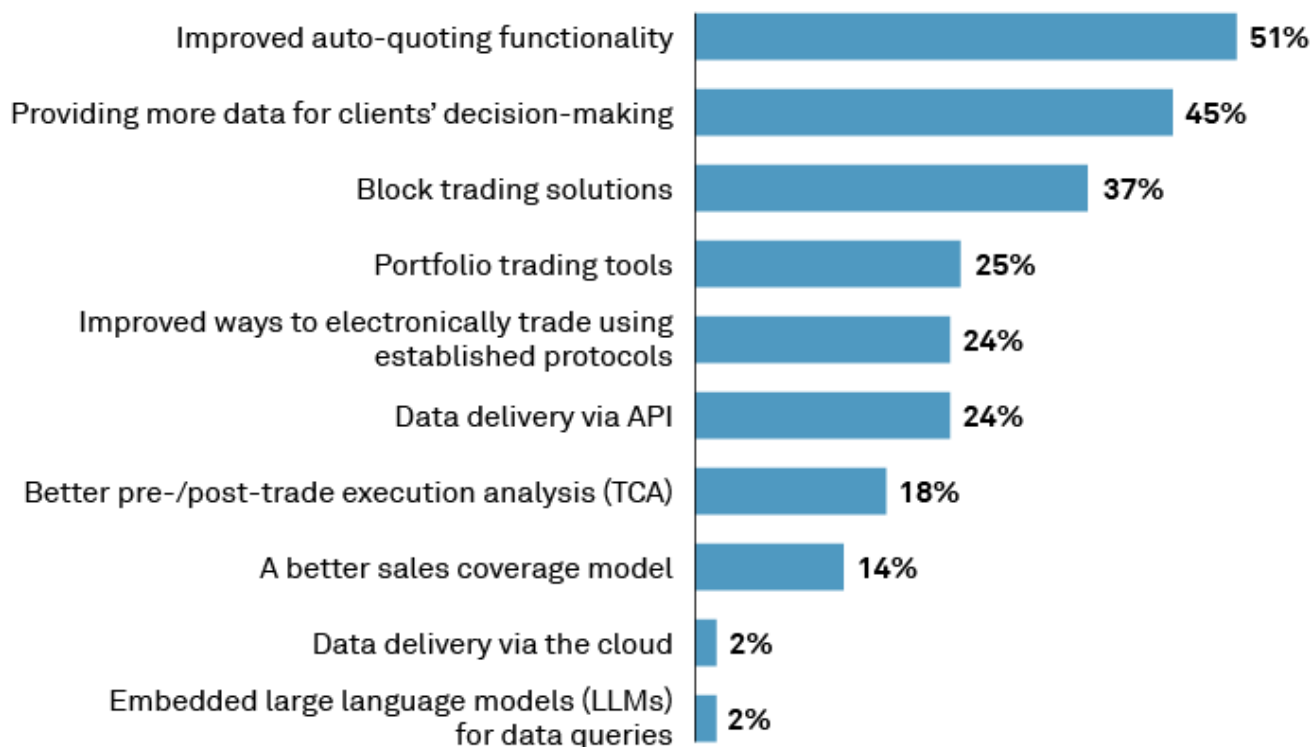 Improved auto-quoting functionality 51%
Providing more data for clients’ decision-making 45%
Block trading solutions 37%
Portfolio trading tools 25%
Improved ways to electronically trade using
established protocols 24%
Data delivery via API 24%
Better pre-/post-trade execution analysis (TCA) 18%
A better sales coverage model 14%
Data delivery via the cloud 2%
Embedded large language models (LLMs)
for data queries 2%